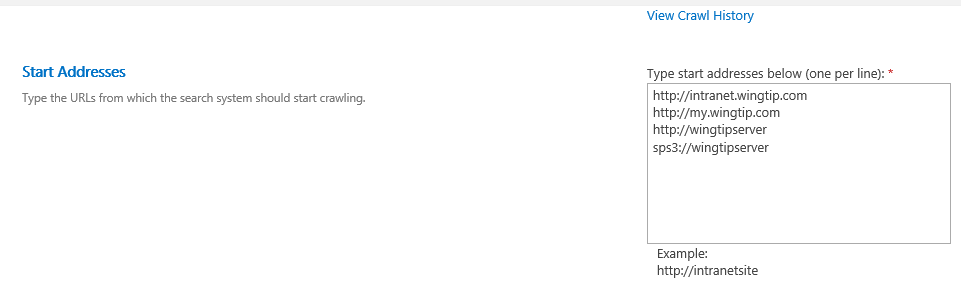 View Crawl History
Start Addresses
Type the URLs from which the search system should start crawling.
Type start addresses below (one per line): *
http://intranet.wingtip.com
http://my.wingtip.com
http://wingtipserver
sps3://wingtipserver
Example:
http://intranetsite